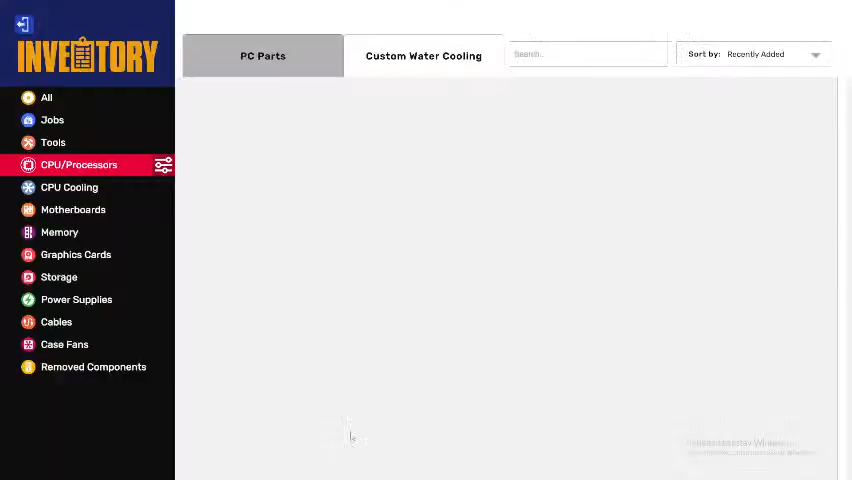 INVENTORY
PC Parts
Custom Water Cooling
Search..
Sort by: Recently Added
All
Jobs
Tools
CPU/Processors
CPU Cooling
Motherboards
Memory
Graphics Cards
Storage
Power Supplies
Cables
Case Fans
Removed Components